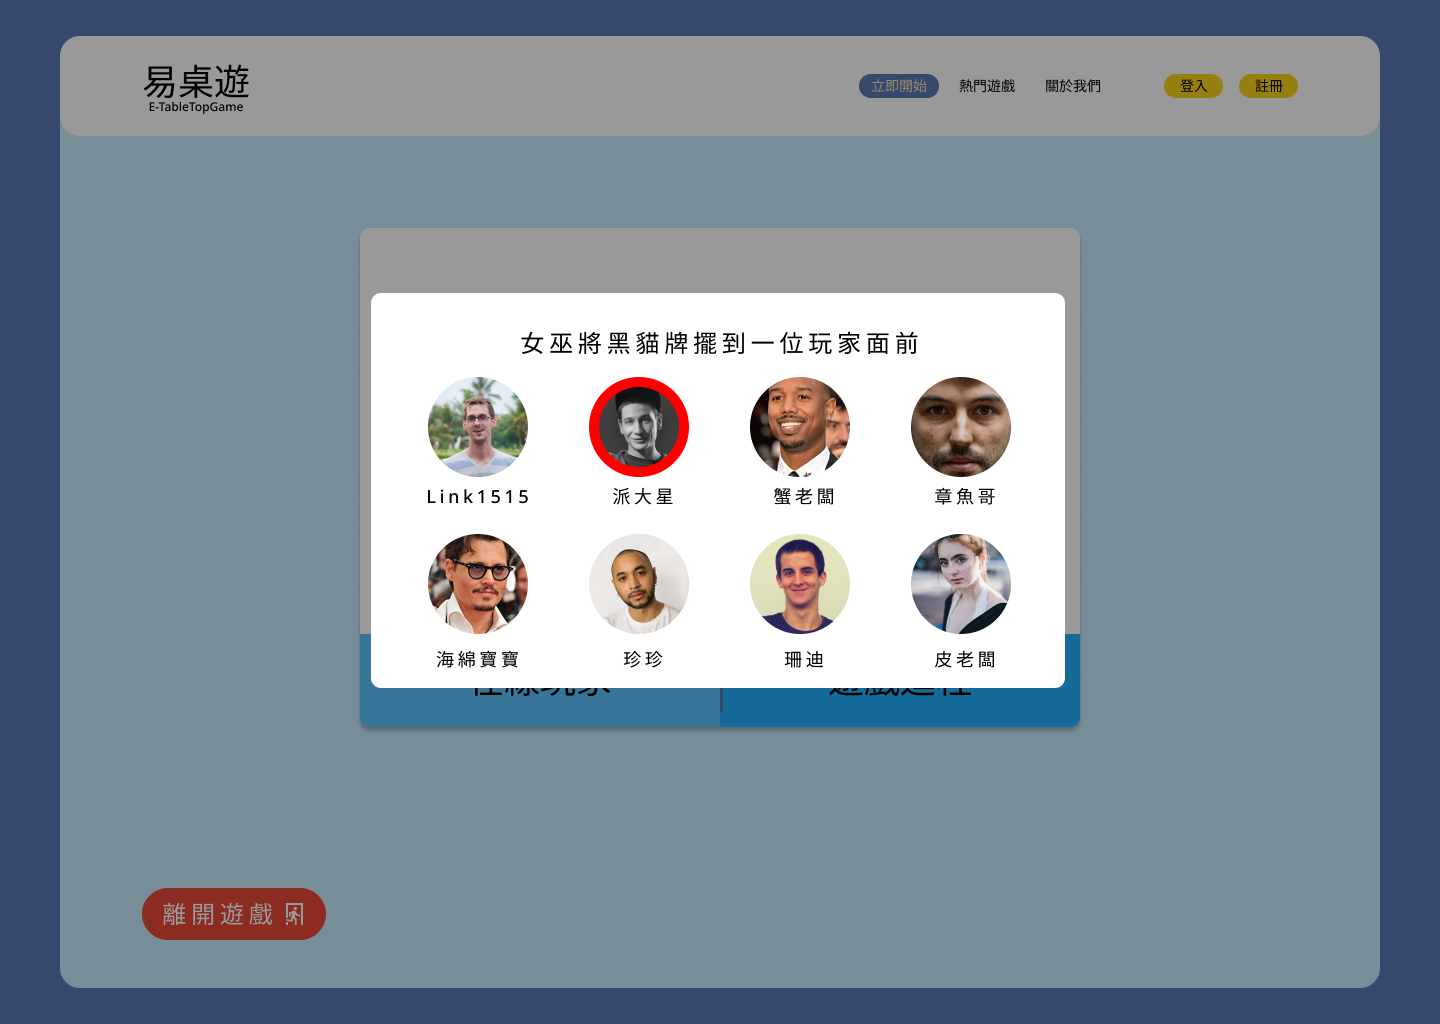 易桌遊
E-TableTopGame
立即開始 熱門遊戲 關於我們 登入 註冊
女巫將黑貓牌擺到一位玩家面前
Link1515 派大星 蟹老闆 章魚哥
海綿寶寶 珍珍 珊迪 皮老闆
離開遊戲